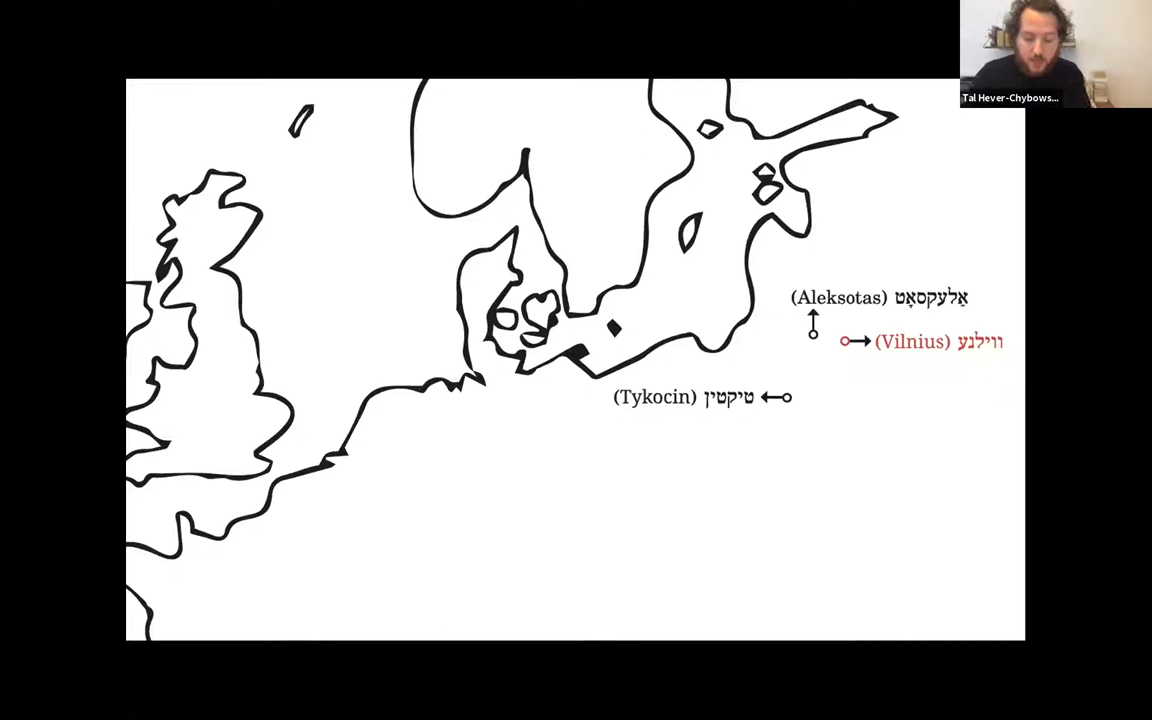 Tal Hever-Chybows...
(Aleksotas) אַלעקסאָט
(Vilnius) ווילנע
(Tykocin) טיקטין